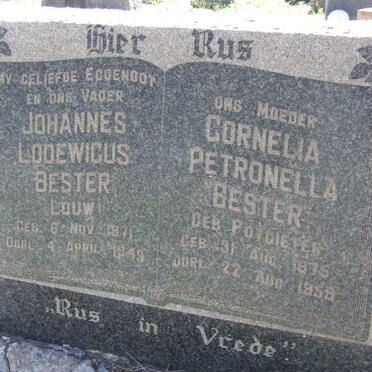 Hier Rus
MY GELIEFDE EGGENOOT
EN ONS VADER
JOHANNES
LODEWICUS
BESTER
LOUW
GEB. 6 NOV. 1871
OORL. 4 APRIL 1949
ONS MOEDER
CORNELIA
PETRONELLA
BESTER
GEB POTGIETER
GEB. 31 AUG. 1875
OORL. 22 AUG. 1958
„Rus in Vrede"